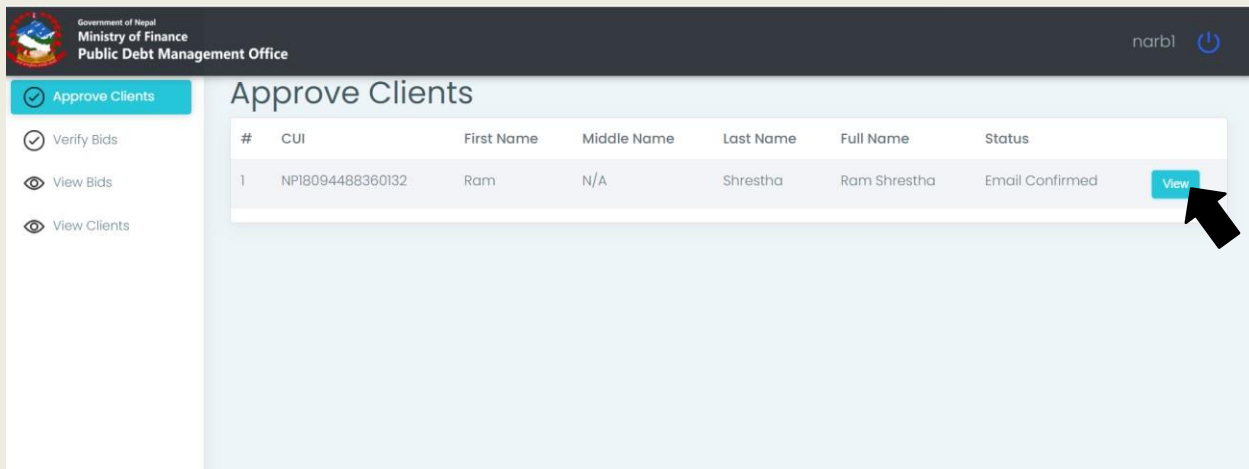 Government of Nepal
Ministry of Finance
Public Debt Management Office
narb1
Approve Clients
Verify Bids
View Bids
View Clients
Approve Clients
# CUI First Name Middle Name Last Name Full Name Status
1 NP18094488360132 Ram N/A Shrestha Ram Shrestha Email Confirmed View